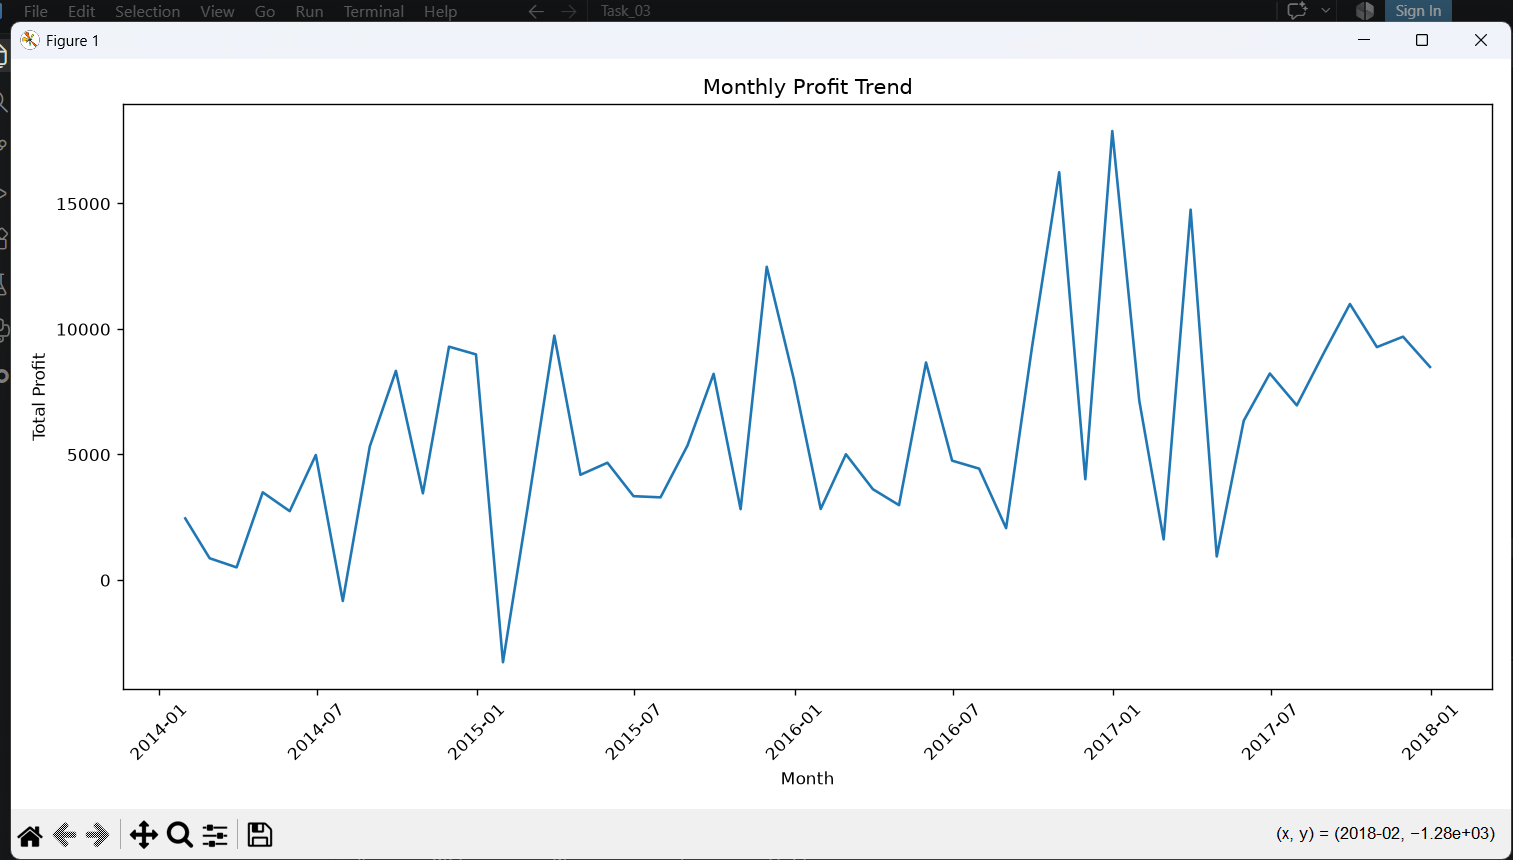 File Edit Selection View Go Run Terminal Help Task_03 Sign In
Figure 1
Monthly Profit Trend
15000
10000
5000
0
Total Profit
2014-01 2014-07 2015-01 2015-07 2016-01 2016-07 2017-01 2017-07 2018-01
Month
(x, y) = (2018-02, −1.28e+03)